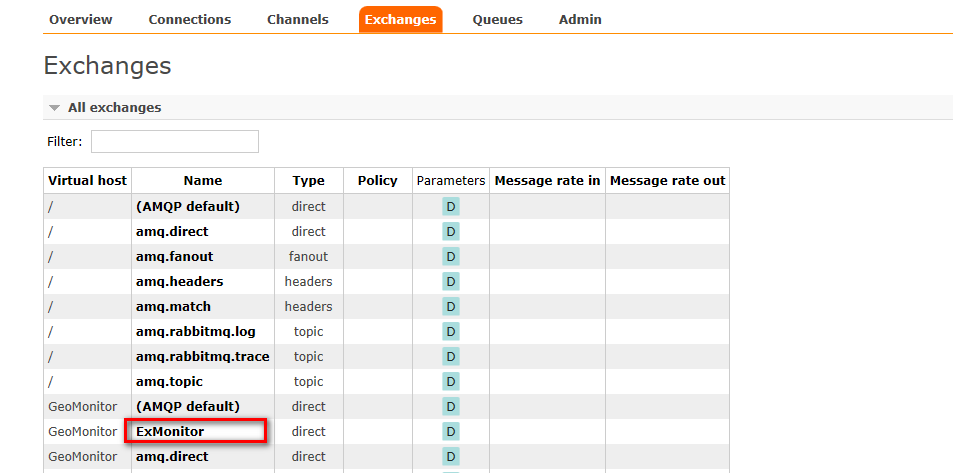 Overview Connections Channels Exchanges Queues Admin
Exchanges
All exchanges
Filter:
Virtual host Name Type Policy Parameters Message rate in Message rate out
/ (AMQP default) direct D
/ amq.direct direct D
/ amq.fanout fanout D
/ amq.headers headers D
/ amq.match headers D
/ amq.rabbitmq.log topic D
/ amq.rabbitmq.trace topic D
/ amq.topic topic D
GeoMonitor (AMQP default) direct D
GeoMonitor ExMonitor direct D
GeoMonitor amq.direct direct D